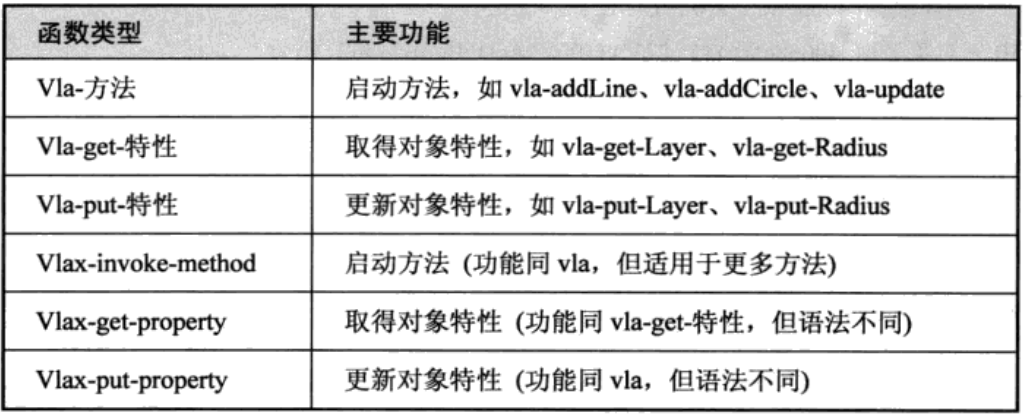 函数类型 主要功能
Vla-方法 启动方法，如 vla-addLine、vla-addCircle、vla-update
Vla-get-特性 取得对象特性，如 vla-get-Layer、vla-get-Radius
Vla-put-特性 更新对象特性，如 vla-put-Layer、vla-put-Radius
Vlax-invoke-method 启动方法 (功能同 vla，但适用于更多方法)
Vlax-get-property 取得对象特性 (功能同 vla-get-特性，但语法不同)
Vlax-put-property 更新对象特性 (功能同 vla，但语法不同)